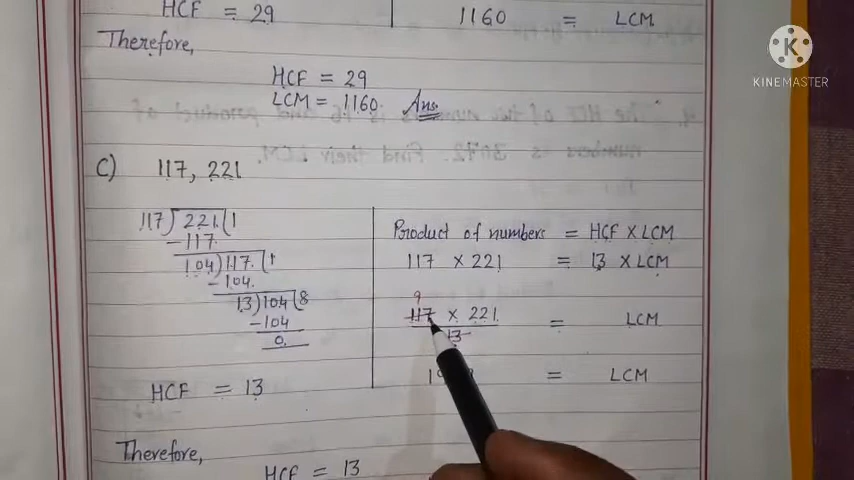 HCF = 29
1160 = LCM
Therefore,
HCF = 29
LCM = 1160. Ans.
C) 117, 221
117)221(1
-117
104)117(1
-104
13)104(8
-104
0
HCF = 13
Product of numbers = HCF X LCM
117 X 221 = 13 X LCM
9
117 X 221 = LCM
13
= LCM
Therefore,
HCF = 13
K
KINEMASTER